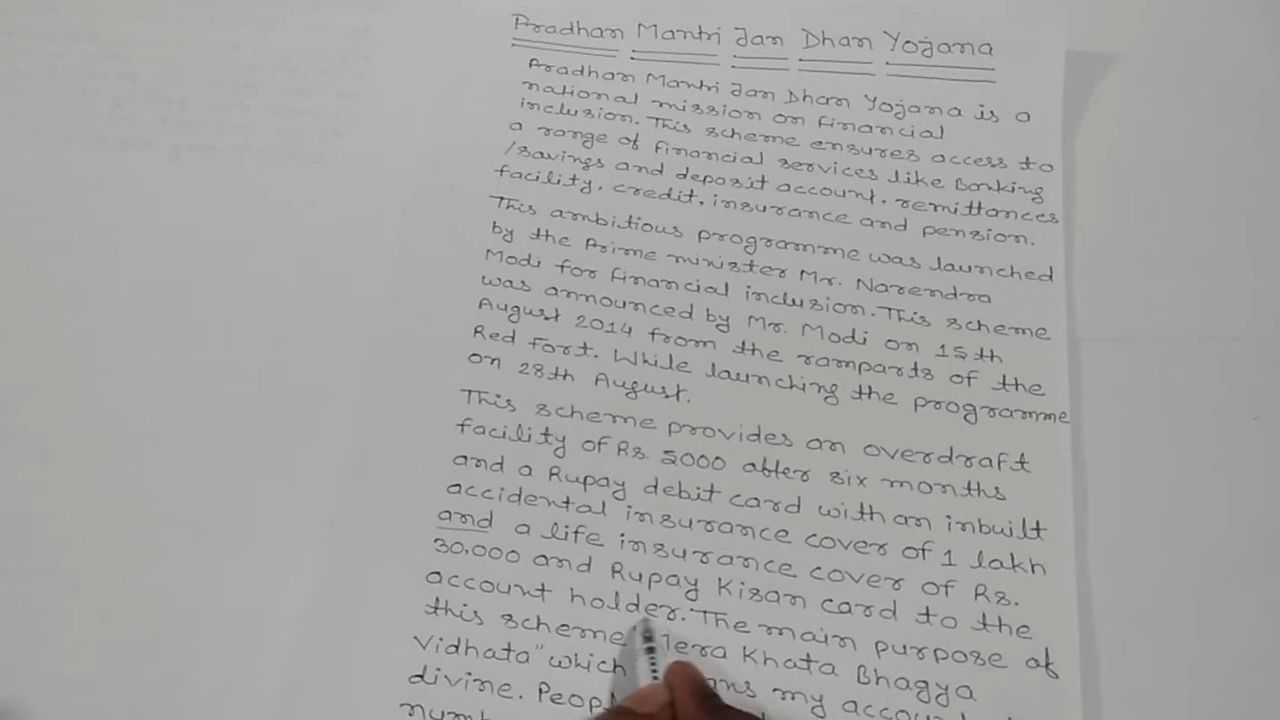 Pradhan Mantri Jan Dhan Yojana
Pradhan Mantri Jan Dhan Yojana is a
national mission on financial
inclusion. This scheme ensures access to
a range of financial services like Banking
/savings and deposit account, remittances
facility, credit, insurance and pension.
This ambitious programme was launched
by the Prime minister Mr. Narendra
Modi for financial inclusion. This scheme
was announced by Mr. Modi on 15th
August 2014 from the ramparts of the
Red Fort. While launching the programme
on 28th August.
This scheme provides an overdraft
facility of Rs. 5000 after six months
and a Rupay debit card with an inbuilt
accidental insurance cover of 1 lakh
and a life insurance cover of Rs.
30,000 and Rupay Kisan card to the
account holder. The main purpose of
this scheme Khata Bhagya
Vidhata" which my
divine.